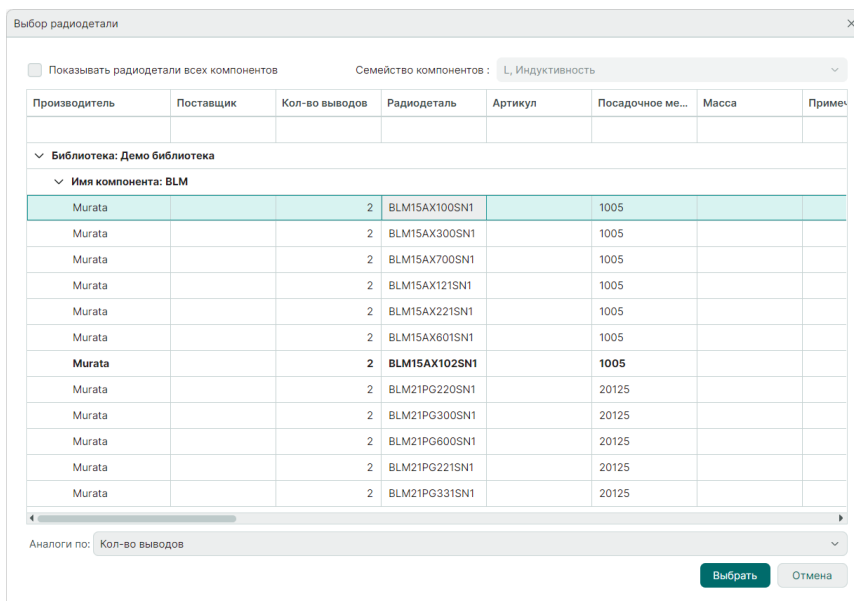 Выбор радиодетали
Показывать радиодетали всех компонентов Семейство компонентов : L, Индуктивность
Производитель Поставщик Кол-во выводов Радиодеталь Артикул Посадочное ме... Масса Примеч
Библиотека: Демо библиотека
Имя компонента: BLM
Murata 2 BLM15AX100SN1 1005
Murata 2 BLM15AX300SN1 1005
Murata 2 BLM15AX700SN1 1005
Murata 2 BLM15AX121SN1 1005
Murata 2 BLM15AX221SN1 1005
Murata 2 BLM15AX601SN1 1005
Murata 2 BLM15AX102SN1 1005
Murata 2 BLM21PG220SN1 20125
Murata 2 BLM21PG300SN1 20125
Murata 2 BLM21PG600SN1 20125
Murata 2 BLM21PG221SN1 20125
Murata 2 BLM21PG331SN1 20125
Аналоги по: Кол-во выводов
Выбрать Отмена